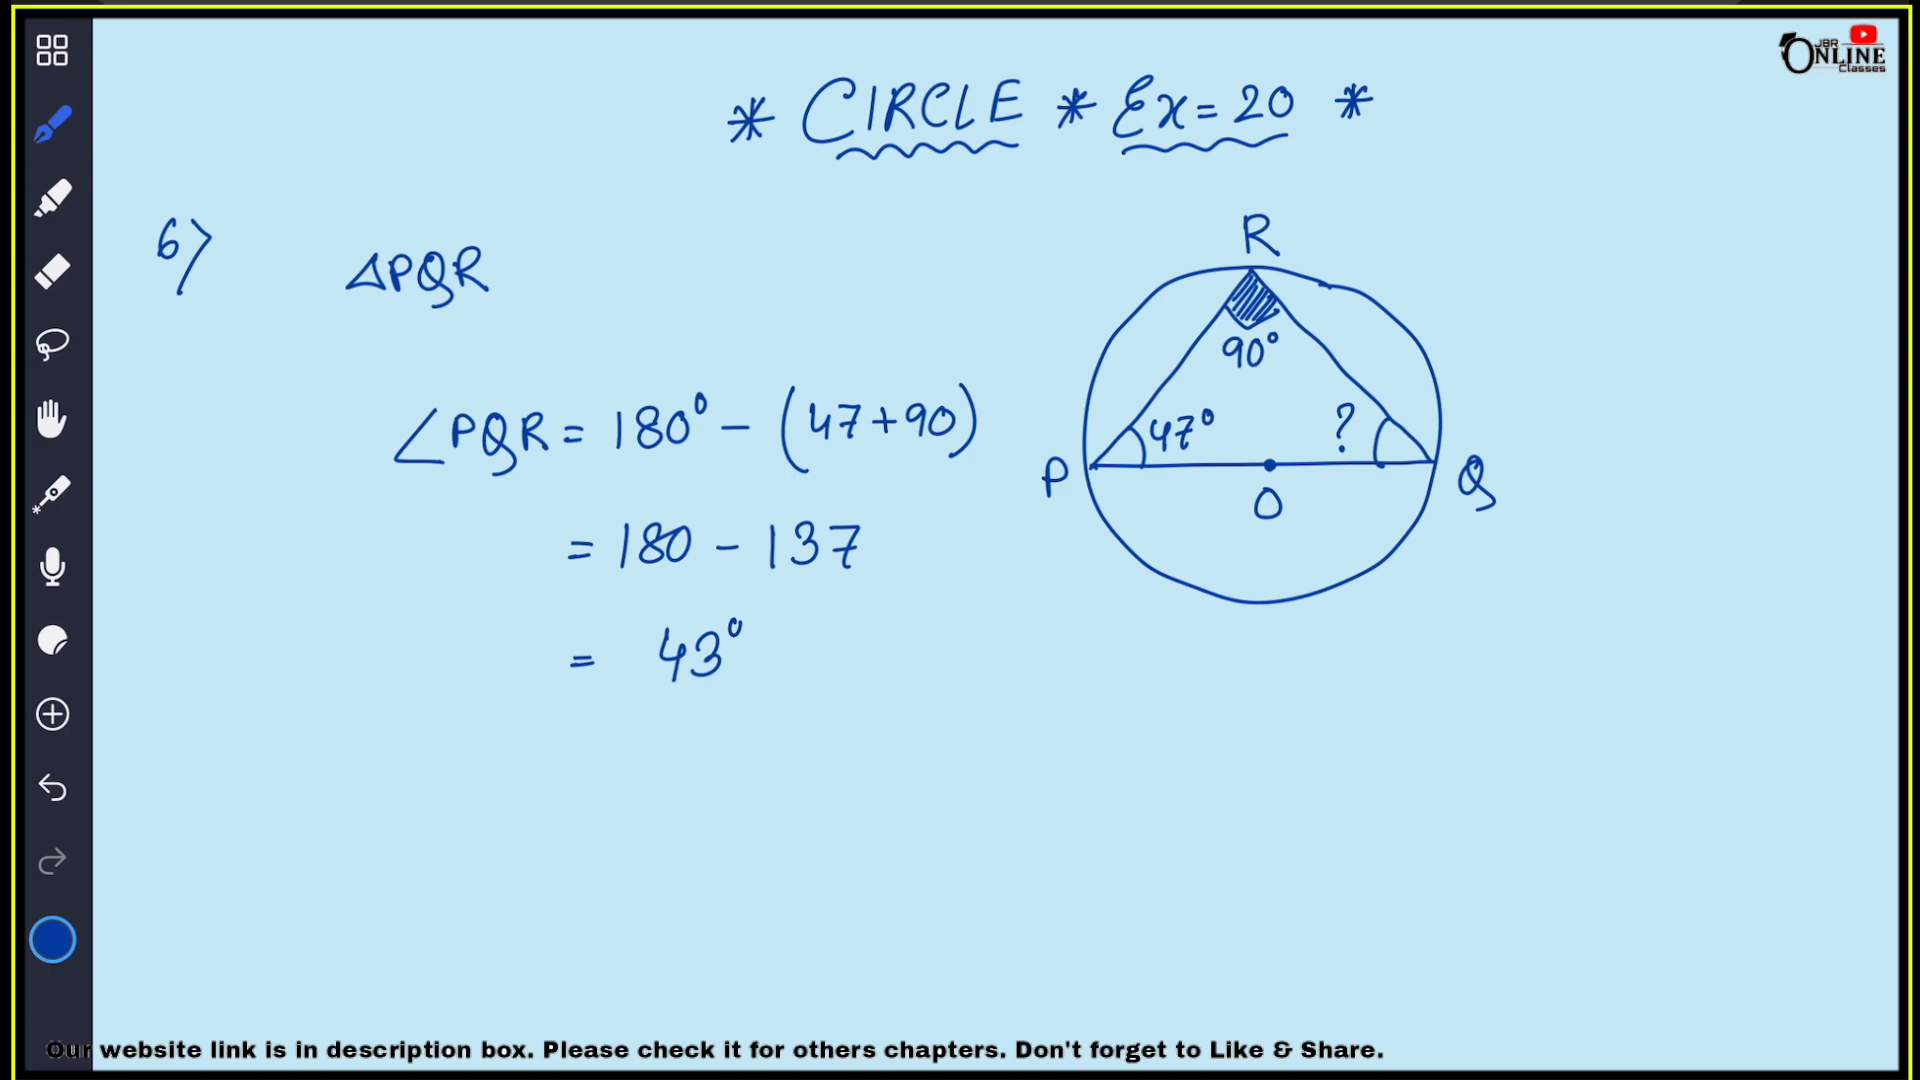 JBR
ONLINE
Classes
* CIRCLE * Ex = 20 *
6>
△PQR
∠PQR = 180° - (47+90)
= 180 - 137
= 43°
R
90°
47°
?
P
O
Q
Our website link is in description box. Please check it for others chapters. Don't forget to Like & Share.